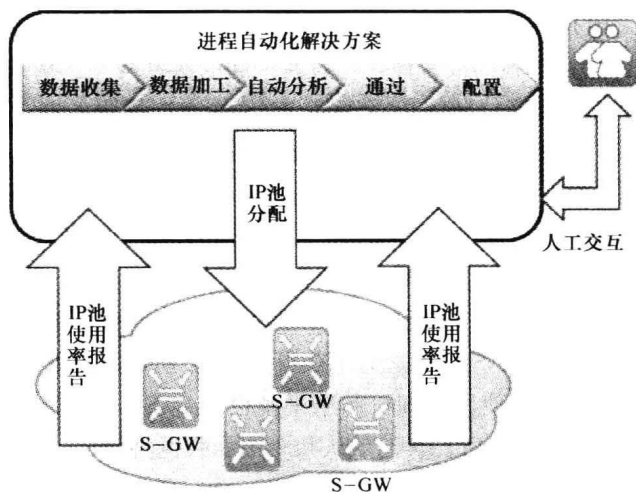 进程自动化解决方案
数据收集
数据加工
自动分析
通过
配置
IP池
分配
人工交互
IP池
使用
率报
告
IP池
使用
率报
告
S-GW
S-GW
S-GW